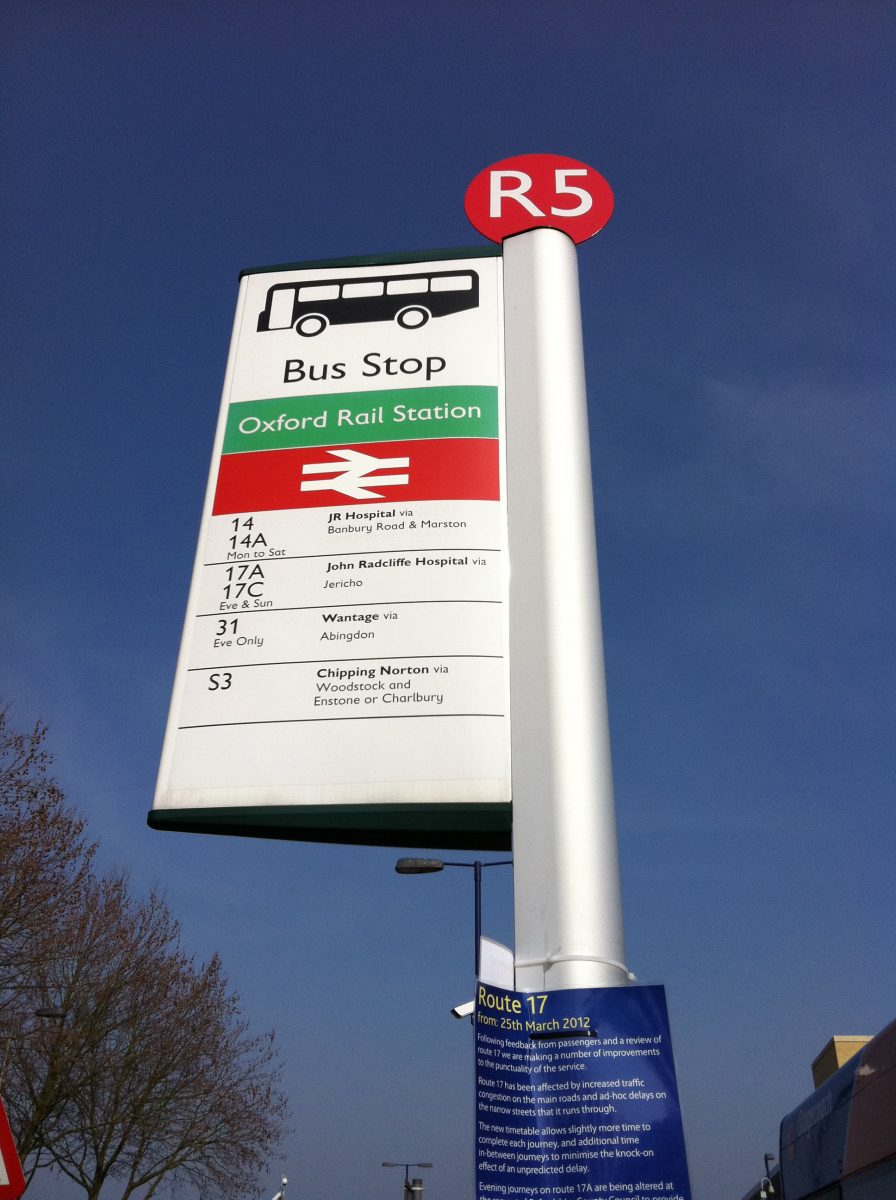 R5
Bus Stop
Oxford Rail Station
14
14A
Mon to Sat
JR Hospital via
Banbury Road & Marston
17A
17C
Eve & Sun
John Radcliffe Hospital via
Jericho
31
Eve Only
Wantage via
Abingdon
S3
Chipping Norton via
Woodstock and
Enstone or Charlbury
Route 17
from: 25th March 2012
Following feedback from passengers and a review of
route 17 we are making a number of improvements
to the punctuality of the service.
Route 17 has been affected by increased traffic
congestion on the main roads and ad-hoc delays on
the narrow streets that it runs through.
The new timetable allows slightly more time to
complete each journey, and additional time
in-between journeys to minimise the knock-on
effect of an unpredicted delay.
Evening journeys on route 17A are being altered at
the County Council to provide